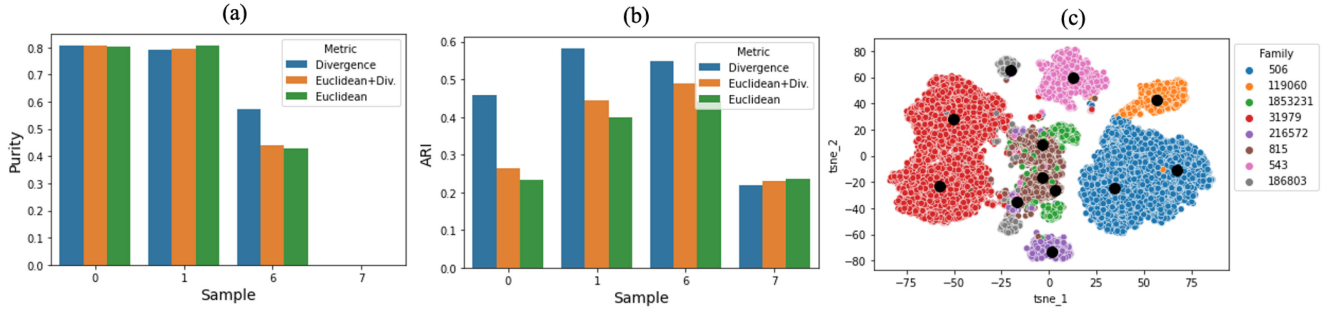 (a)
Purity
0.8
0.7
0.6
0.5
0.4
0.3
0.2
0.1
0.0
Metric
Divergence
Euclidean+Div.
Euclidean
0 1 6 7
Sample
(b)
ARI
0.6
0.5
0.4
0.3
0.2
0.1
0.0
Metric
Divergence
Euclidean+Div.
Euclidean
0 1 6 7
Sample
(c)
tsne_2
80
60
40
20
0
−20
−40
−60
−80
−75 −50 −25 0 25 50 75
tsne_1
Family
506
119060
1853231
31979
216572
815
543
186803